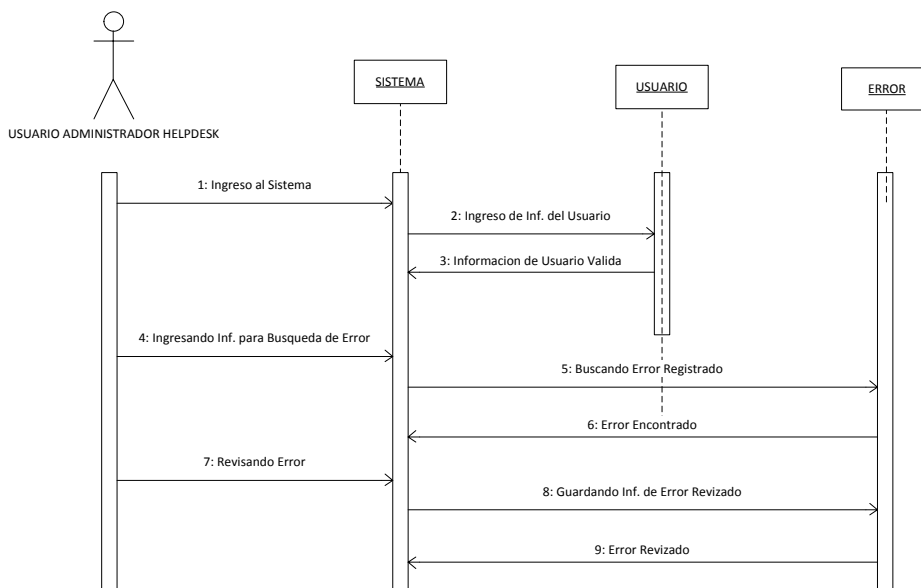 SISTEMA
USUARIO
ERROR
USUARIO ADMINISTRADOR HELPDESK
1: Ingreso al Sistema
2: Ingreso de Inf. del Usuario
3: Informacion de Usuario Valida
4: Ingresando Inf. para Busqueda de Error
5: Buscando Error Registrado
6: Error Encontrado
7: Revisando Error
8: Guardando Inf. de Error Revizado
9: Error Revizado